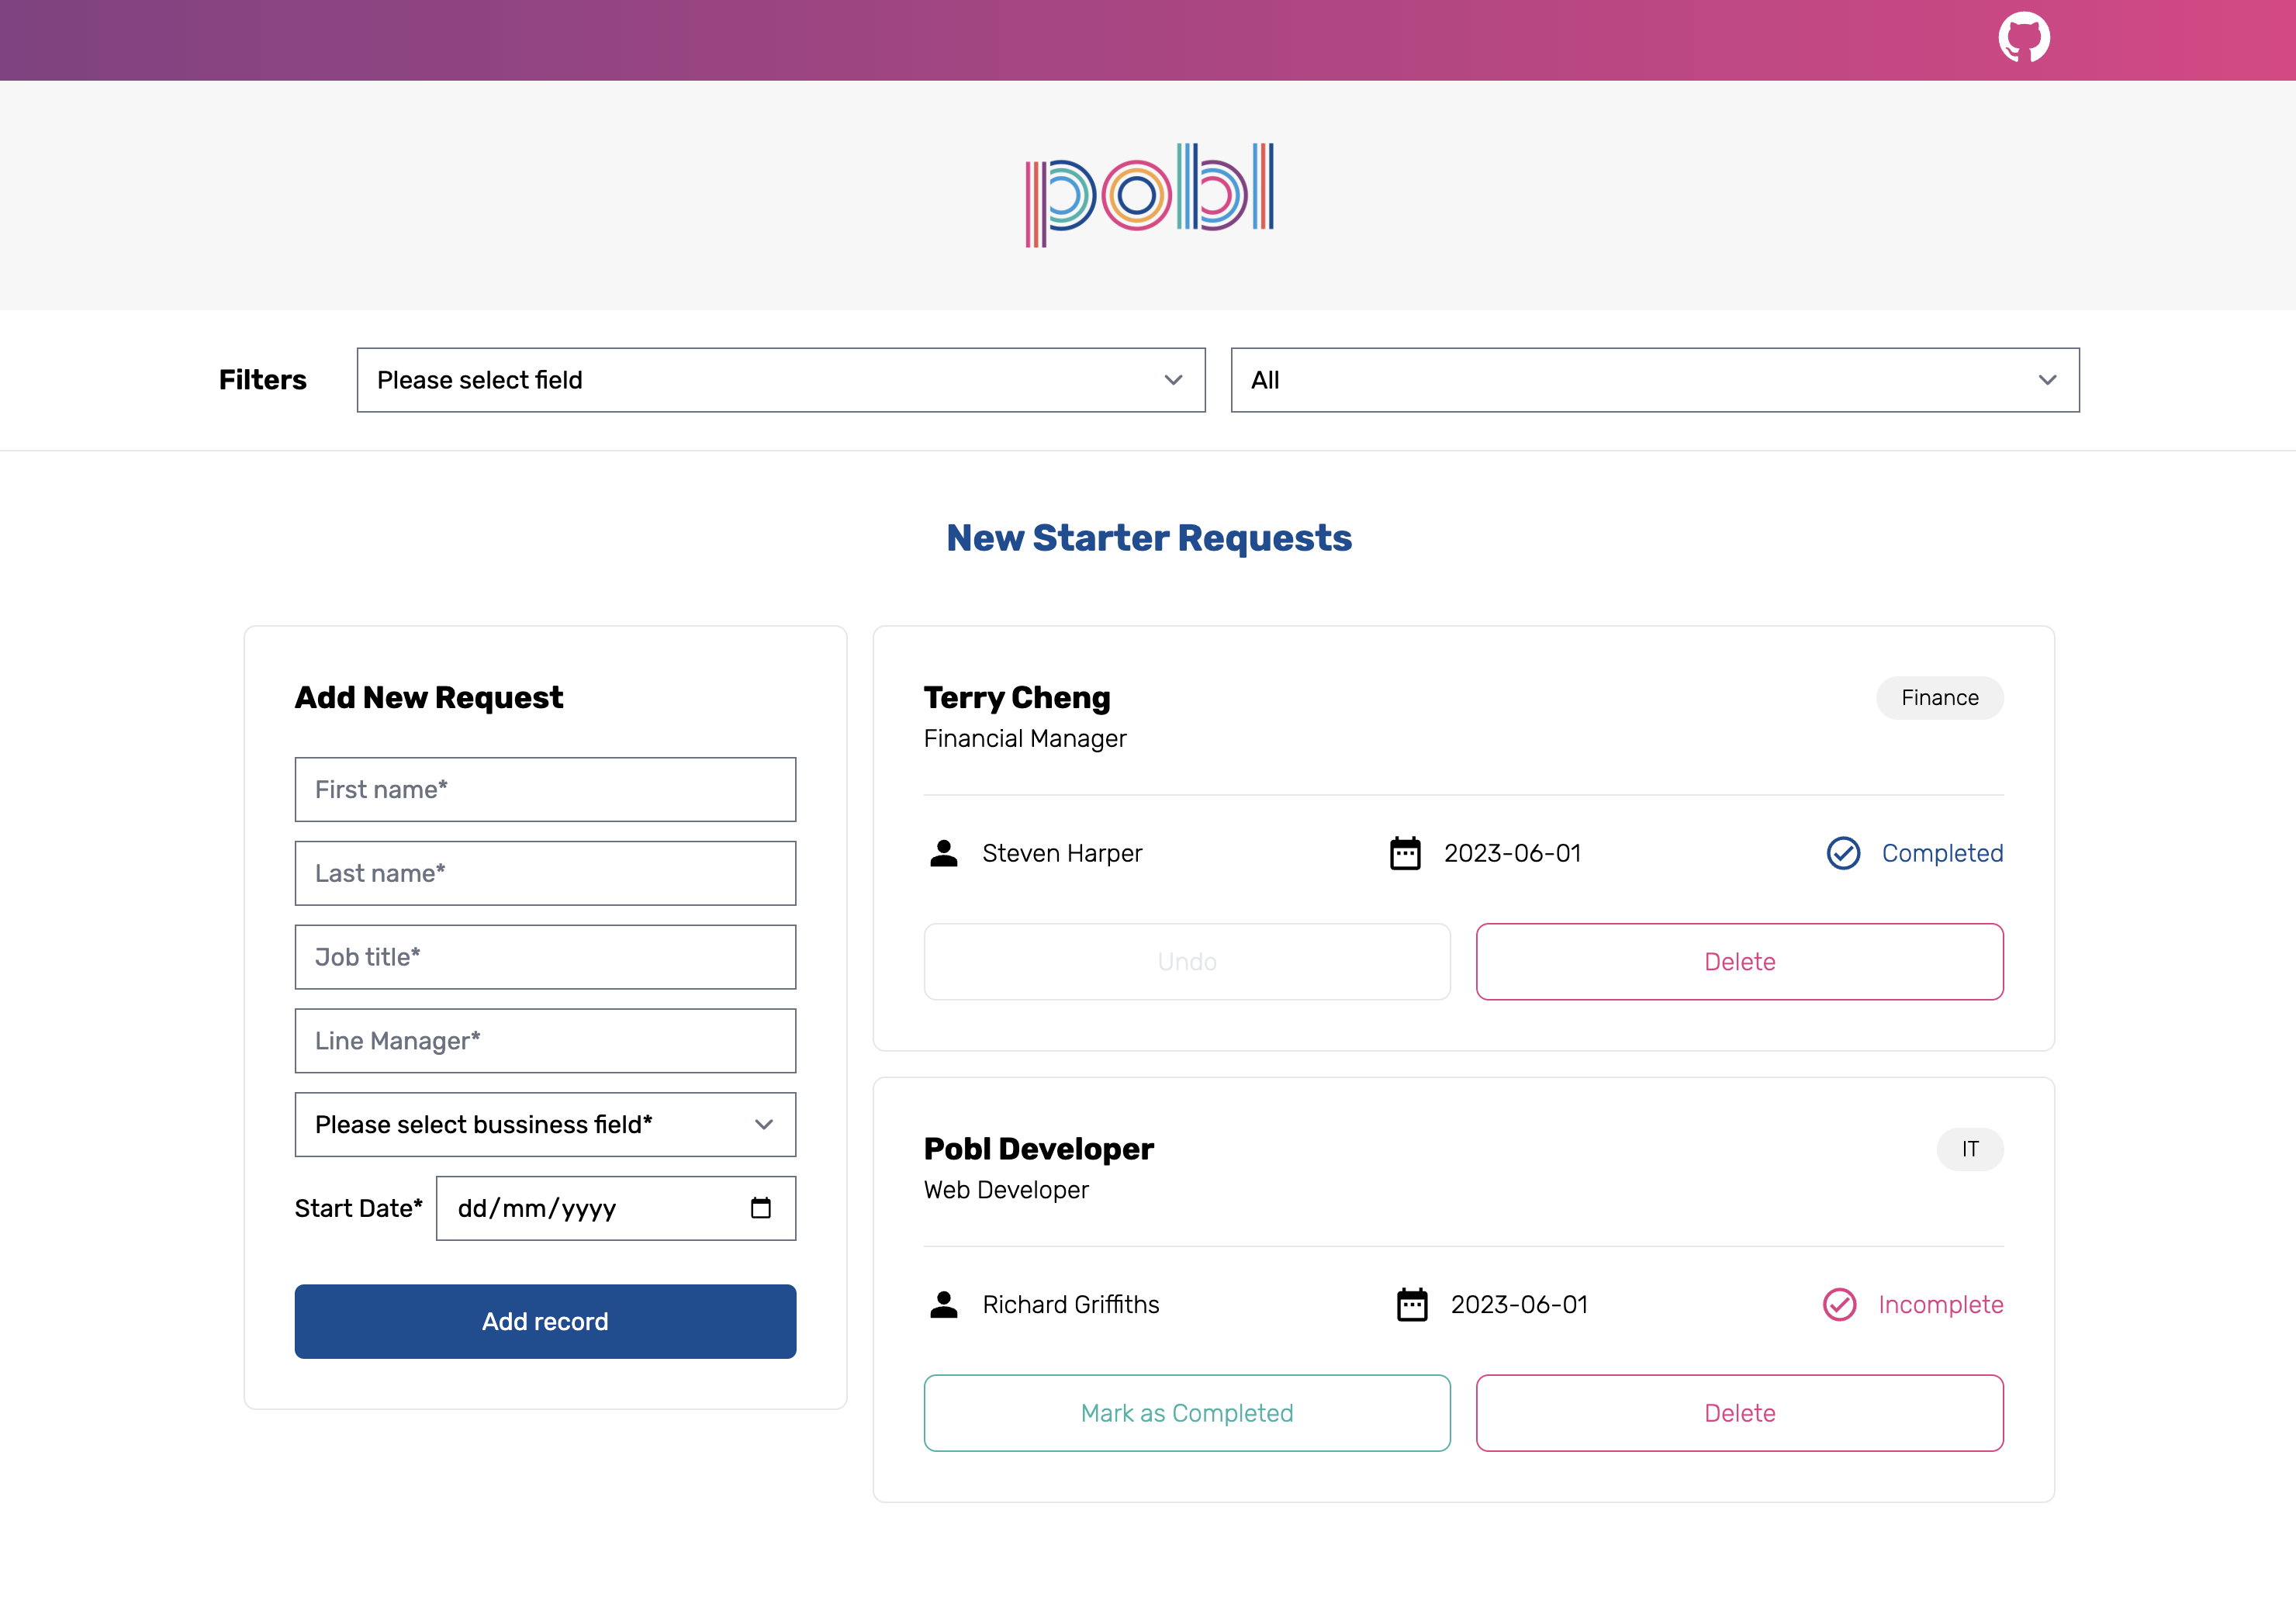 pobl
Filters
Please select field
All
New Starter Requests
Add New Request
First name*
Last name*
Job title*
Line Manager*
Please select bussiness field*
Start Date*
dd/mm/yyyy
Add record
Terry Cheng
Finance
Financial Manager
Steven Harper
2023-06-01
Completed
Undo
Delete
Pobl Developer
IT
Web Developer
Richard Griffiths
2023-06-01
Incomplete
Mark as Completed
Delete